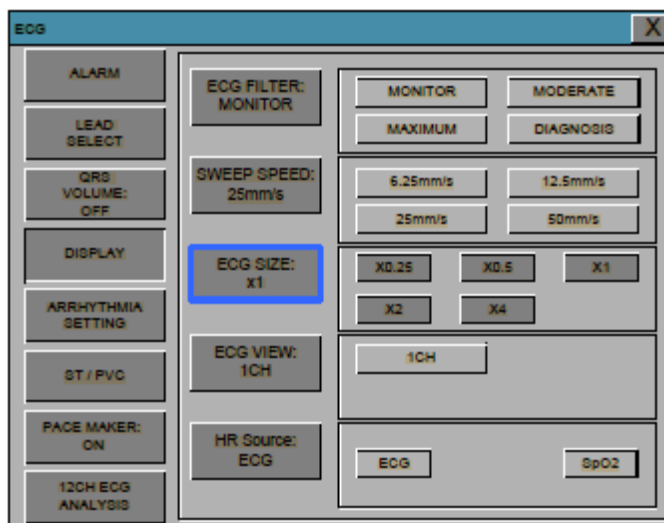 ECG
X
ALARM
LEAD
SELECT
QRS
VOLUME:
OFF
DISPLAY
ARRHYTHMIA
SETTING
ST / PVC
PACE MAKER:
ON
12CH ECG
ANALYSIS
ECG FILTER:
MONITOR
MONITOR
MODERATE
MAXIMUM
DIAGNOSIS
SWEEP SPEED:
25mm/s
6.25mm/s
12.5mm/s
25mm/s
50mm/s
ECG SIZE:
x1
X0.25
X0.5
X1
X2
X4
ECG VIEW:
1CH
1CH
HR Source:
ECG
ECG
SpO2